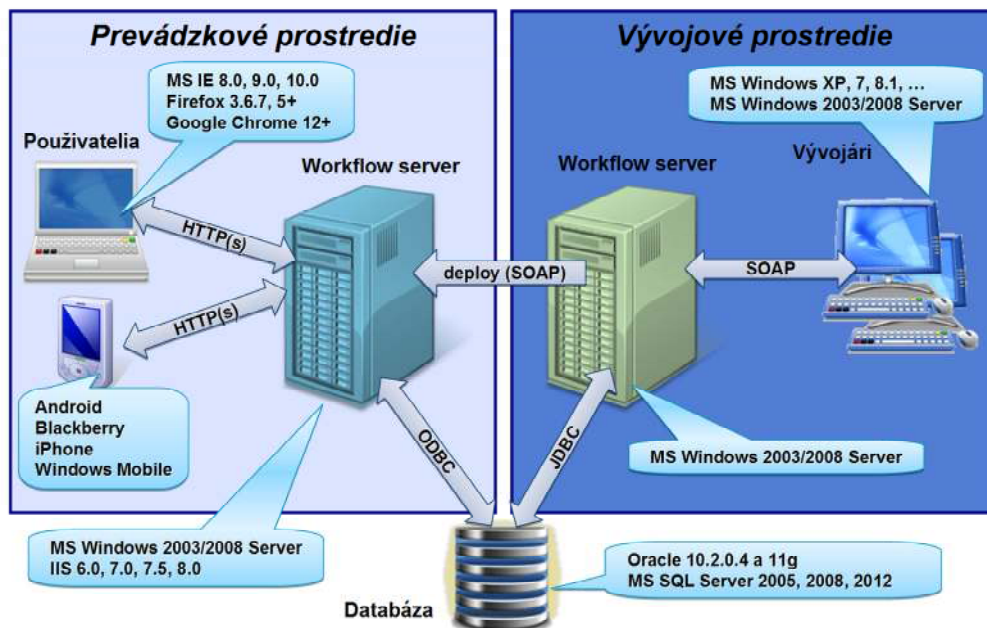 Prevádzkové prostredie
MS IE 8.0, 9.0, 10.0
Firefox 3.6.7, 5+
Google Chrome 12+
Používatelia
Workflow server
HTTP(s)
HTTP(s)
Android
Blackberry
iPhone
Windows Mobile
MS Windows 2003/2008 Server
IIS 6.0, 7.0, 7.5, 8.0
ODBC
deploy (SOAP)
Vývojové prostredie
MS Windows XP, 7, 8.1, ...
MS Windows 2003/2008 Server
Workflow server
Vývojári
SOAP
JDBC
MS Windows 2003/2008 Server
Databáza
Oracle 10.2.0.4 a 11g
MS SQL Server 2005, 2008, 2012